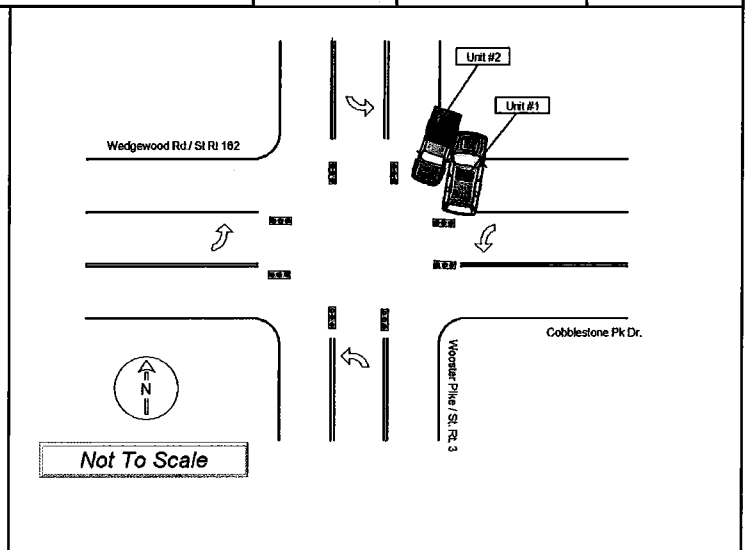 Unit #2
Unit #1
Wedgewood Rd./ St Rt 162
Cobblestone Pk Dr.
Wooster Pike / St. Rt. 3
N
Not To Scale